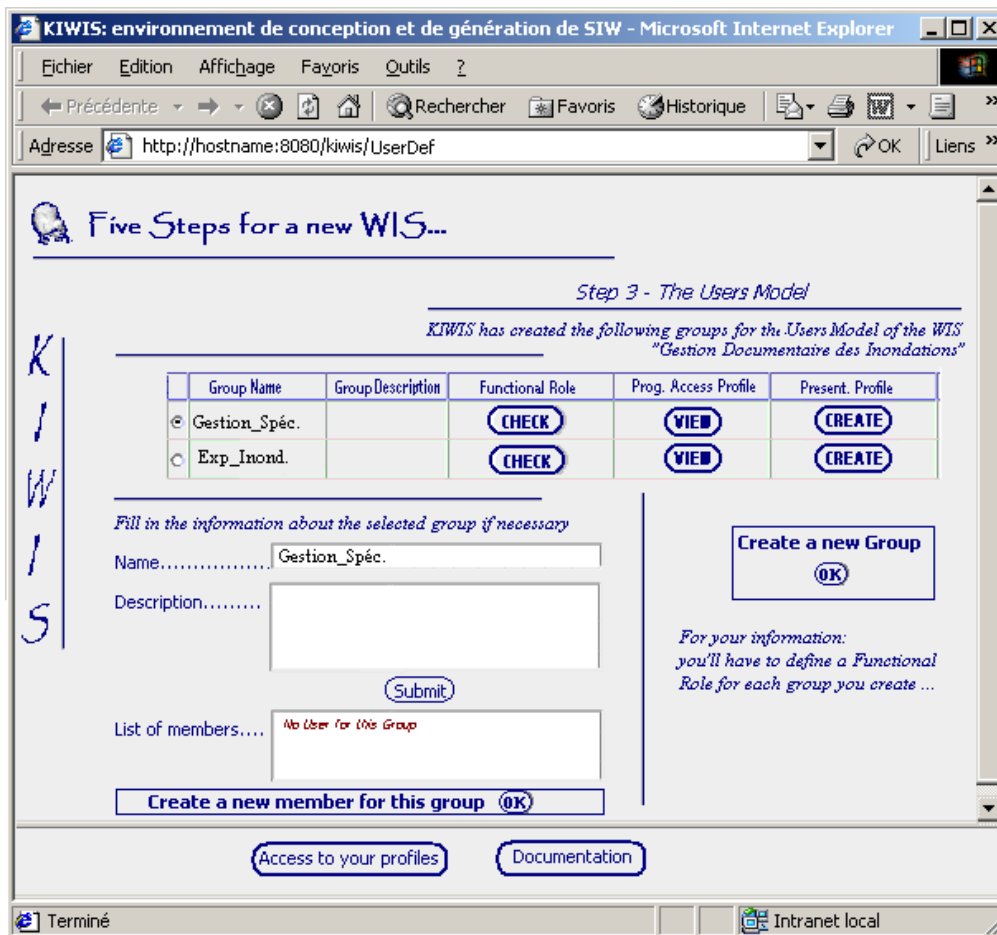 KIWIS: environnement de conception et de génération de SIW - Microsoft Internet Explorer
Fichier Edition Affichage Favoris Outils ?
Précédente Rechercher Favoris Historique »
Adresse http://hostname:8080/kiwis/UserDef OK Liens »
Five Steps for a new WIS...
Step 3 - The Users Model
KIWIS has created the following groups for the Users Model of the WIS
"Gestion Documentaire des Inondations"
KIWIS
Group Name Group Description Functional Role Prog. Access Profile Present. Profile
Gestion_Spéc. CHECK VIEW CREATE
Exp_Inond. CHECK VIEW CREATE
Fill in the information about the selected group if necessary
Name................. Gestion_Spéc.
Description.........
Submit
List of members.... No User for this Group
Create a new member for this group OK
Create a new Group
OK
For your information:
you'll have to define a Functional
Role for each group you create ...
Access to your profiles Documentation
Terminé Intranet local